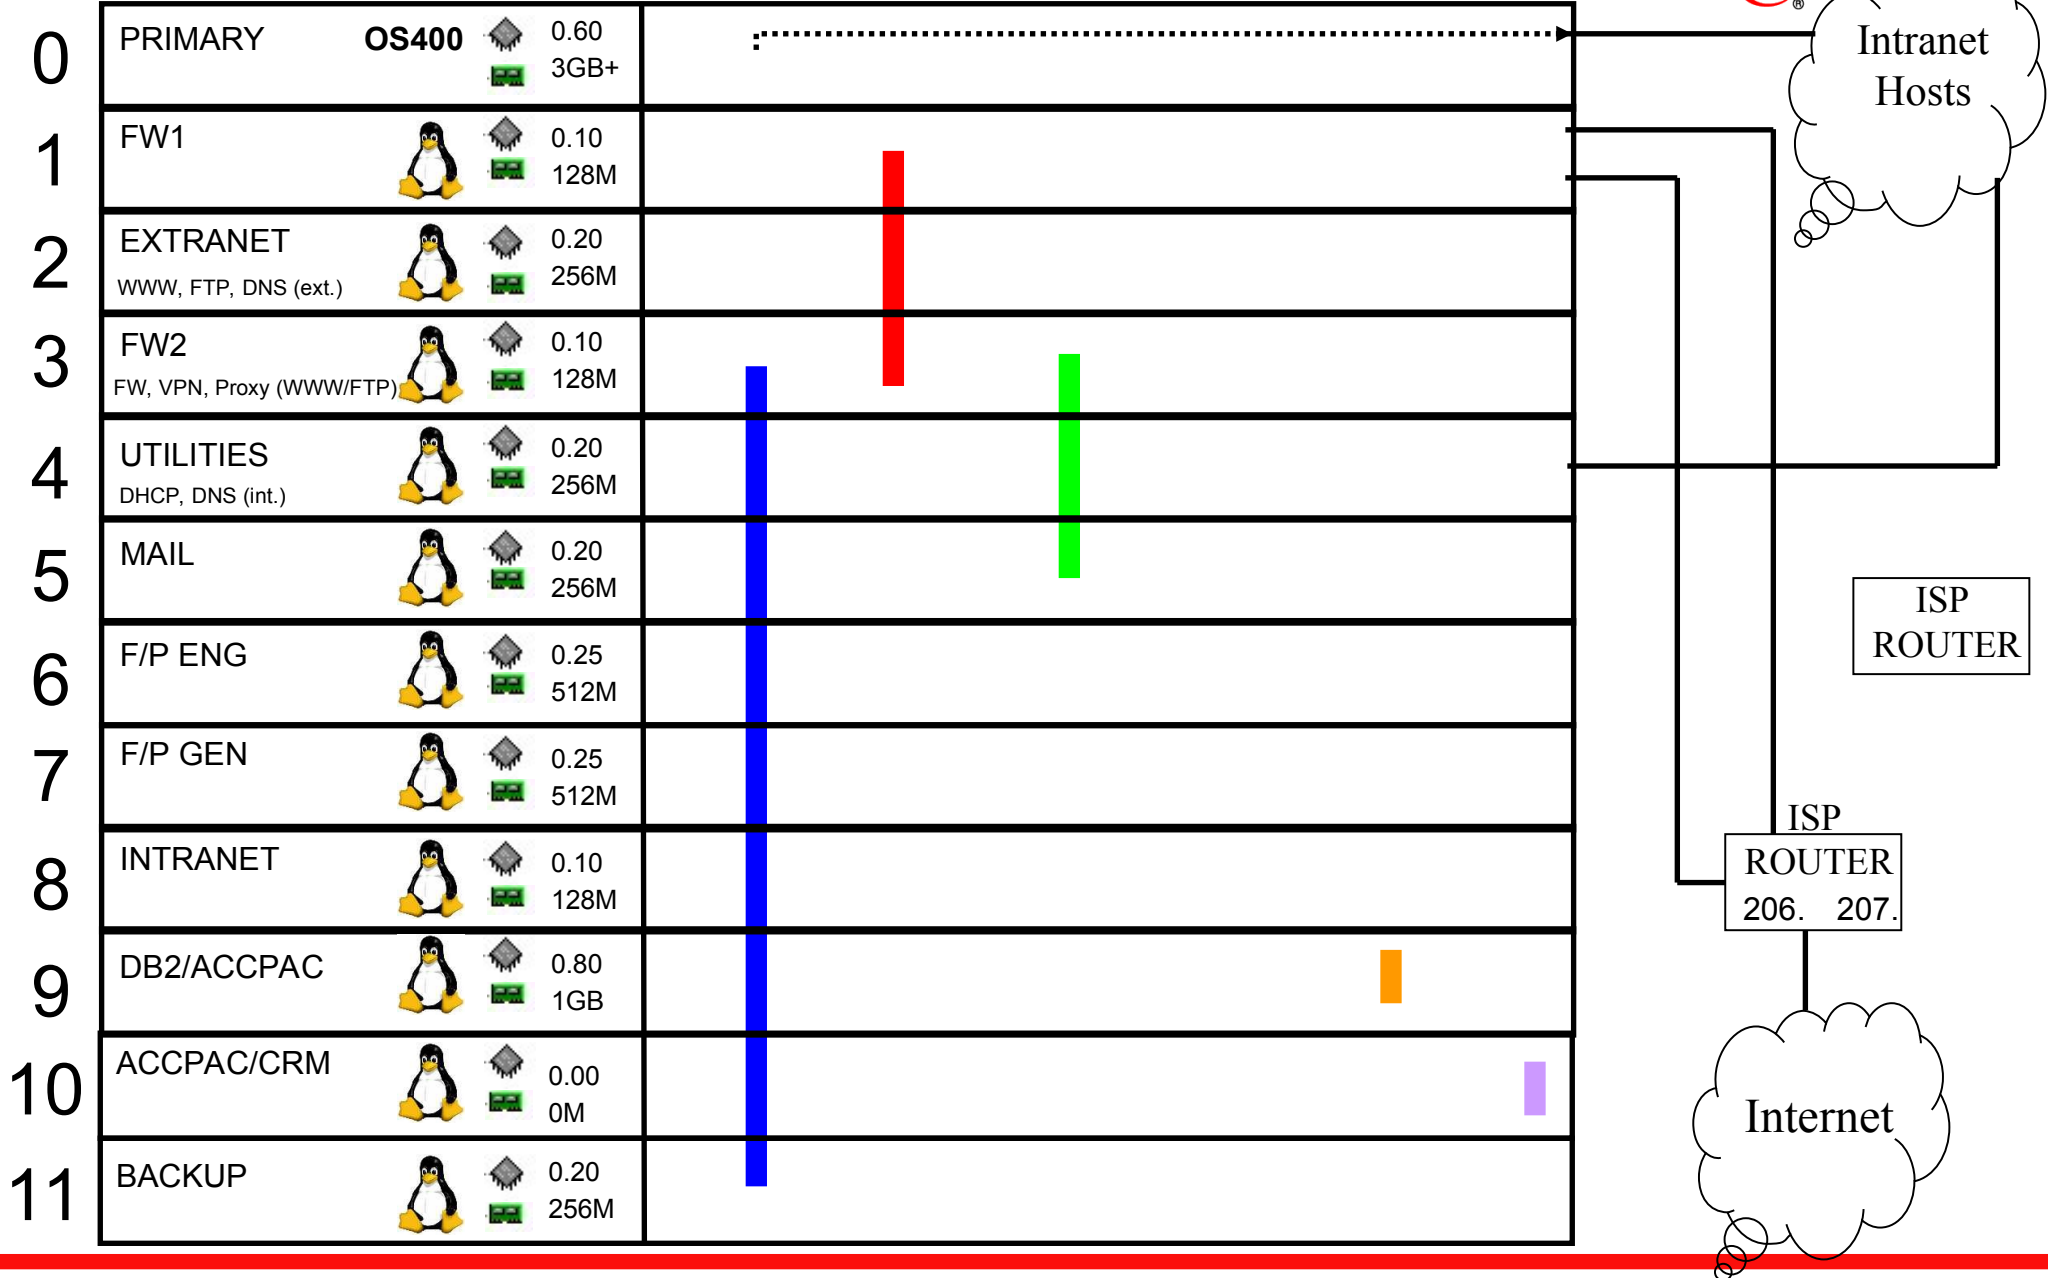 0
PRIMARY OS400 0.60
3GB+
1
FW1 0.10
128M
2
EXTRANET 0.20
256M
WWW, FTP, DNS (ext.)
3
FW2 0.10
128M
FW, VPN, Proxy (WWW/FTP)
4
UTILITIES 0.20
DHCP, DNS (int.) 256M
5
MAIL 0.20
256M
6
F/P ENG 0.25
512M
7
F/P GEN 0.25
512M
8
INTRANET 0.10
128M
9
DB2/ACCPAC 0.80
1GB
10
ACCPAC/CRM 0.00
0M
11
BACKUP 0.20
256M
®
Intranet
Hosts
ISP
ROUTER
ISP
ROUTER
206. 207.
Internet